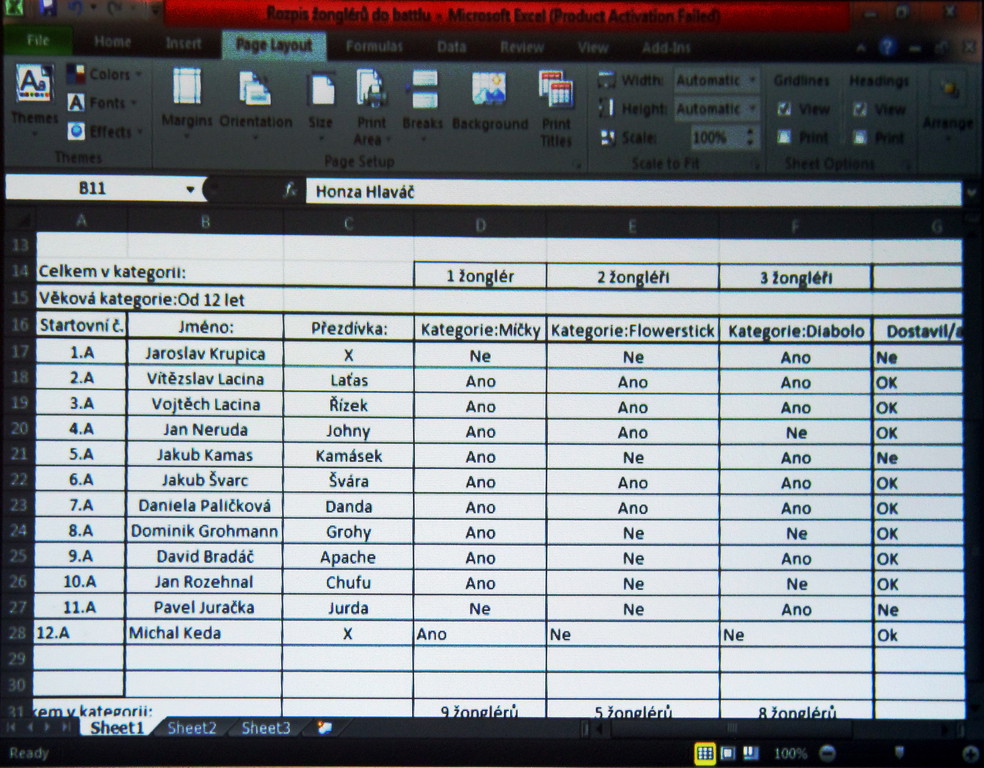 Rozpis žonglérů do battlu - Microsoft Excel (Product Activation Failed)
File Home Insert Page Layout Formulas Data Review View Add-Ins
Themes Colors Fonts Effects Margins Orientation Size Print Area Breaks Background Print Titles Width: Automatic Height: Automatic Scale: 100% Gridlines View Print Headings View Print Arrange
Themes Page Setup Scale to Fit Sheet Options
B11 fx Honza Hlaváč
A B C D E F G
13
14 Celkem v kategorii: 1 žonglér 2 žongléři 3 žongléři
15 Věková kategorie:Od 12 let
16 Startovní č. Jméno: Přezdívka: Kategorie:Míčky Kategorie:Flowerstick Kategorie:Diabolo Dostavil/a
17 1.A Jaroslav Krupica X Ne Ne Ano Ne
18 2.A Vítězslav Lacina Laťas Ano Ano Ano OK
19 3.A Vojtěch Lacina Řízek Ano Ano Ano OK
20 4.A Jan Neruda Johny Ano Ano Ne OK
21 5.A Jakub Kamas Kamásek Ano Ne Ano Ne
22 6.A Jakub Švarc Švára Ano Ano Ano OK
23 7.A Daniela Paličková Danda Ano Ano Ano OK
24 8.A Dominik Grohmann Grohy Ano Ne Ne OK
25 9.A David Bradáč Apache Ano Ne Ano OK
26 10.A Jan Rozehnal Chufu Ano Ne Ne OK
27 11.A Pavel Juračka Jurda Ne Ne Ano Ne
28 12.A Michal Keda X Ano Ne Ne Ok
29
30
31 kem v kategorii: 9 žonglérů 5 žonglérů 8 žonglérů
Sheet1 Sheet2 Sheet3
Ready 100%